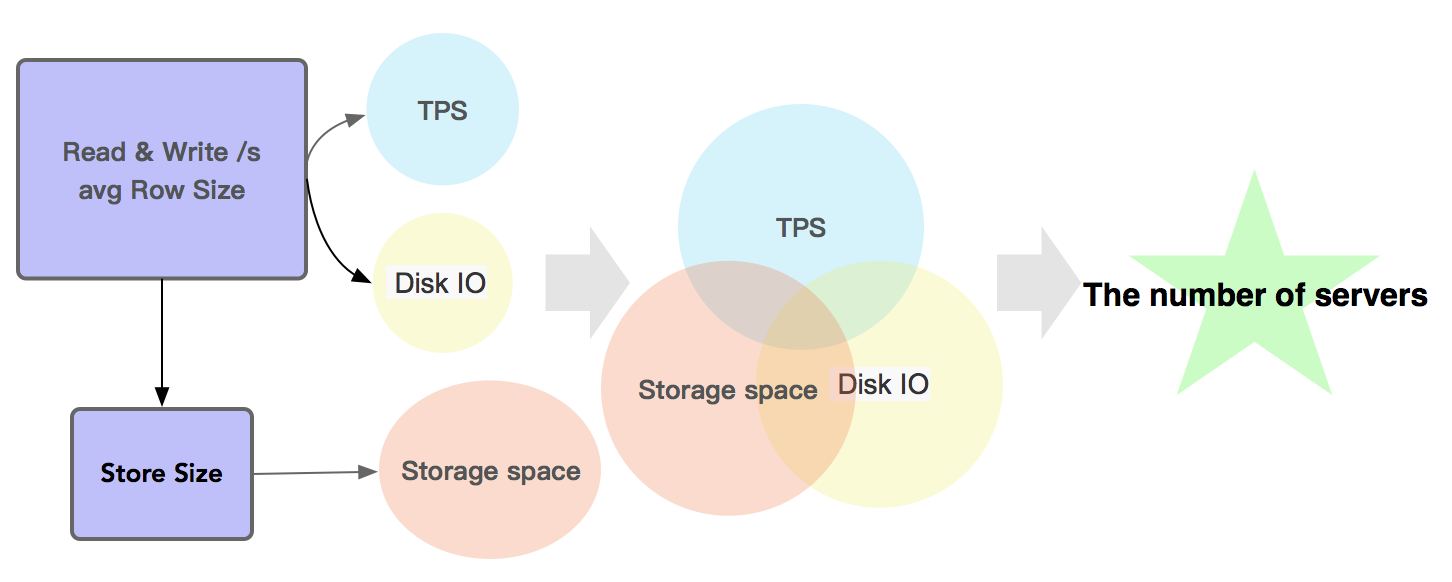 Read & Write /s
avg Row Size
TPS
Disk IO
Store Size
Storage space
TPS
Storage space
Disk IO
The number of servers